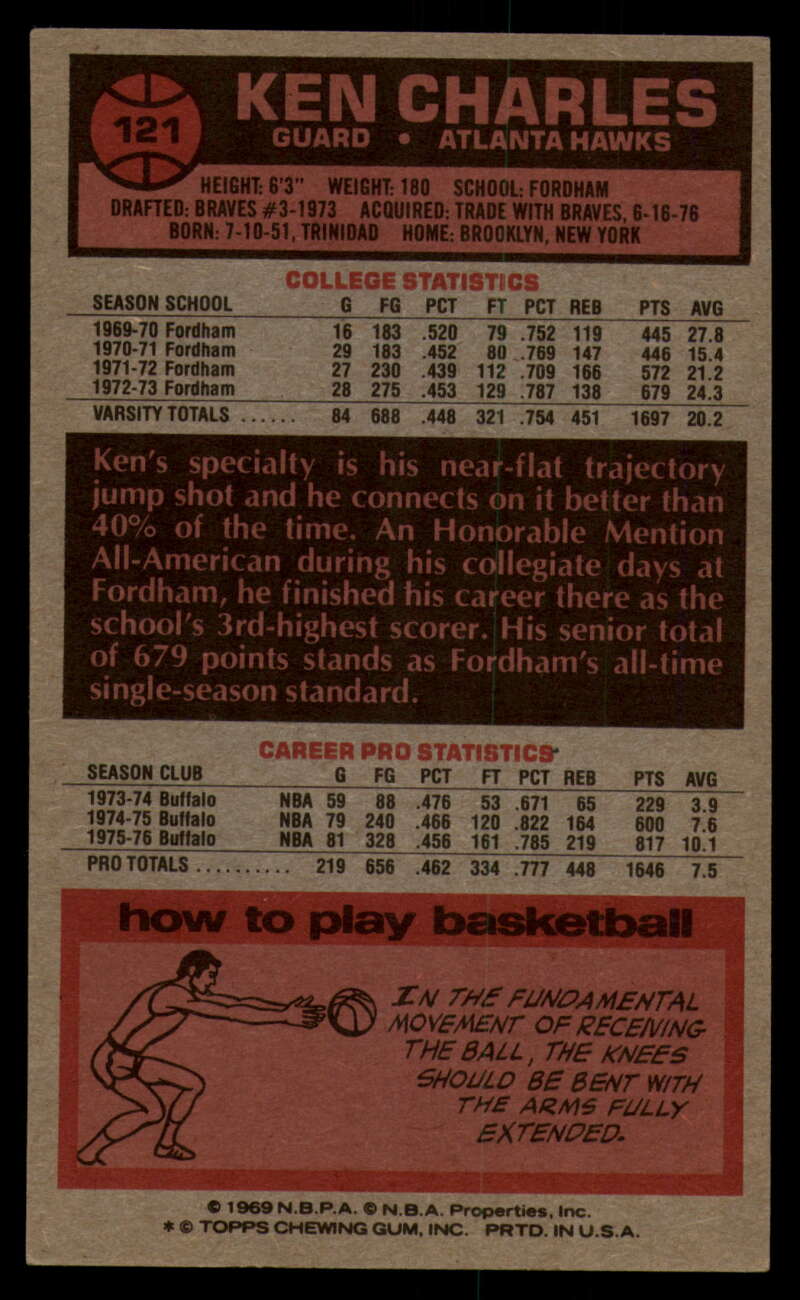 121
KEN CHARLES
GUARD • ATLANTA HAWKS
HEIGHT: 6'3" WEIGHT: 180 SCHOOL: FORDHAM
DRAFTED: BRAVES #3-1973 ACQUIRED: TRADE WITH BRAVES, 6-16-76
BORN: 7-10-51, TRINIDAD HOME: BROOKLYN, NEW YORK
COLLEGE STATISTICS
SEASON SCHOOL G FG PCT FT PCT REB PTS AVG
1969-70 Fordham 16 183 .520 79 .752 119 445 27.8
1970-71 Fordham 29 183 .452 80 .769 147 446 15.4
1971-72 Fordham 27 230 .439 112 .709 166 572 21.2
1972-73 Fordham 28 275 .453 129 .787 138 679 24.3
VARSITY TOTALS ...... 84 688 .448 321 .754 451 1697 20.2
Ken's specialty is his near-flat trajectory
jump shot and he connects on it better than
40% of the time. An Honorable Mention
All-American during his collegiate days at
Fordham, he finished his career there as the
school's 3rd-highest scorer. His senior total
of 679 points stands as Fordham's all-time
single-season standard.
CAREER PRO STATISTICS
SEASON CLUB G FG PCT FT PCT REB PTS AVG
1973-74 Buffalo NBA 59 88 .476 53 .671 65 229 3.9
1974-75 Buffalo NBA 79 240 .466 120 .822 164 600 7.6
1975-76 Buffalo NBA 81 328 .456 161 .785 219 817 10.1
PRO TOTALS .......... 219 656 .462 334 .777 448 1646 7.5
how to play basketball
IN THE FUNDAMENTAL
MOVEMENT OF RECEIVING
THE BALL, THE KNEES
SHOULD BE BENT WITH
THE ARMS FULLY
EXTENDED.
© 1969 N.B.P.A. © N.B.A. Properties, Inc.
* © TOPPS CHEWING GUM, INC. PRTD. IN U.S.A.